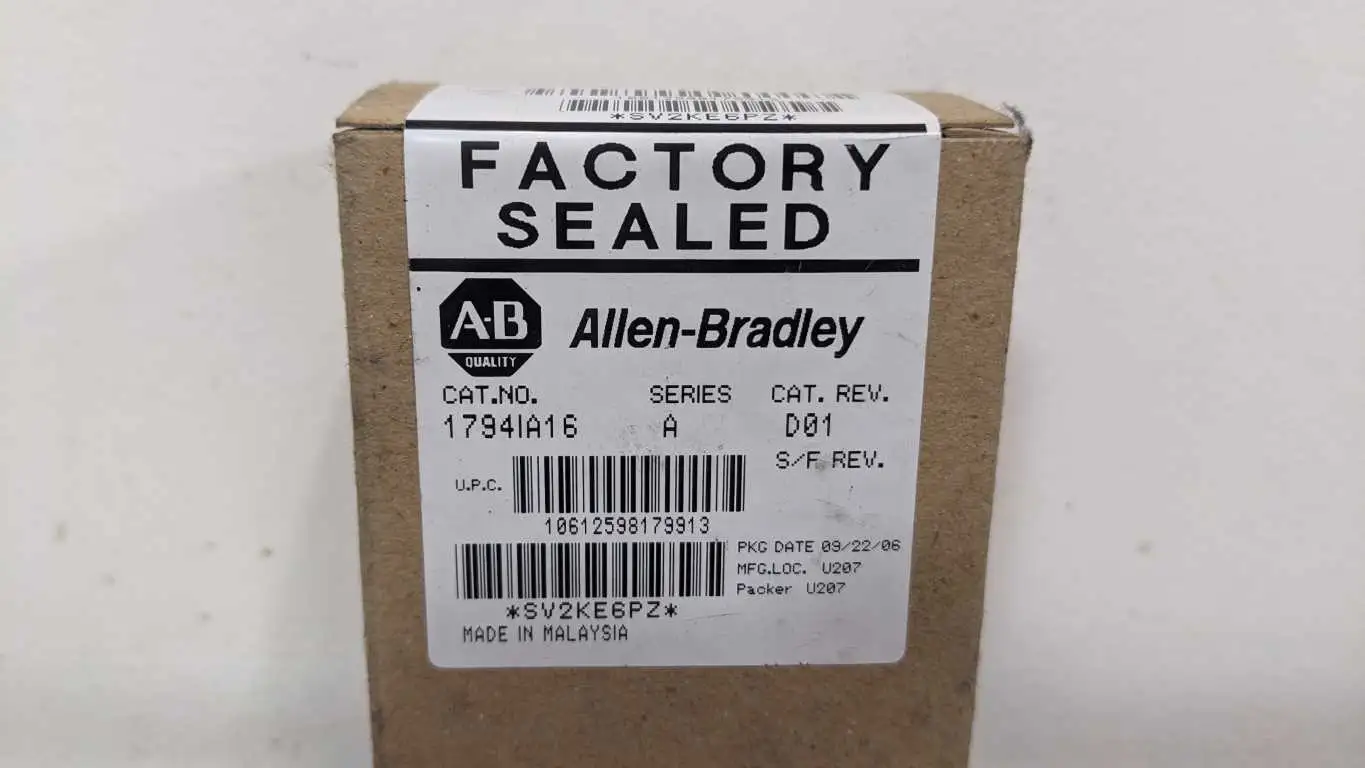 *SV2KE6PZ*
FACTORY
SEALED
A-B
QUALITY
Allen-Bradley
CAT.NO. SERIES CAT. REV.
1794IA16 A D01
S/F REV.
U.P.C.
10612598179913
PKG DATE 09/22/06
MFG.LOC. U207
Packer U207
*SV2KE6PZ*
MADE IN MALAYSIA